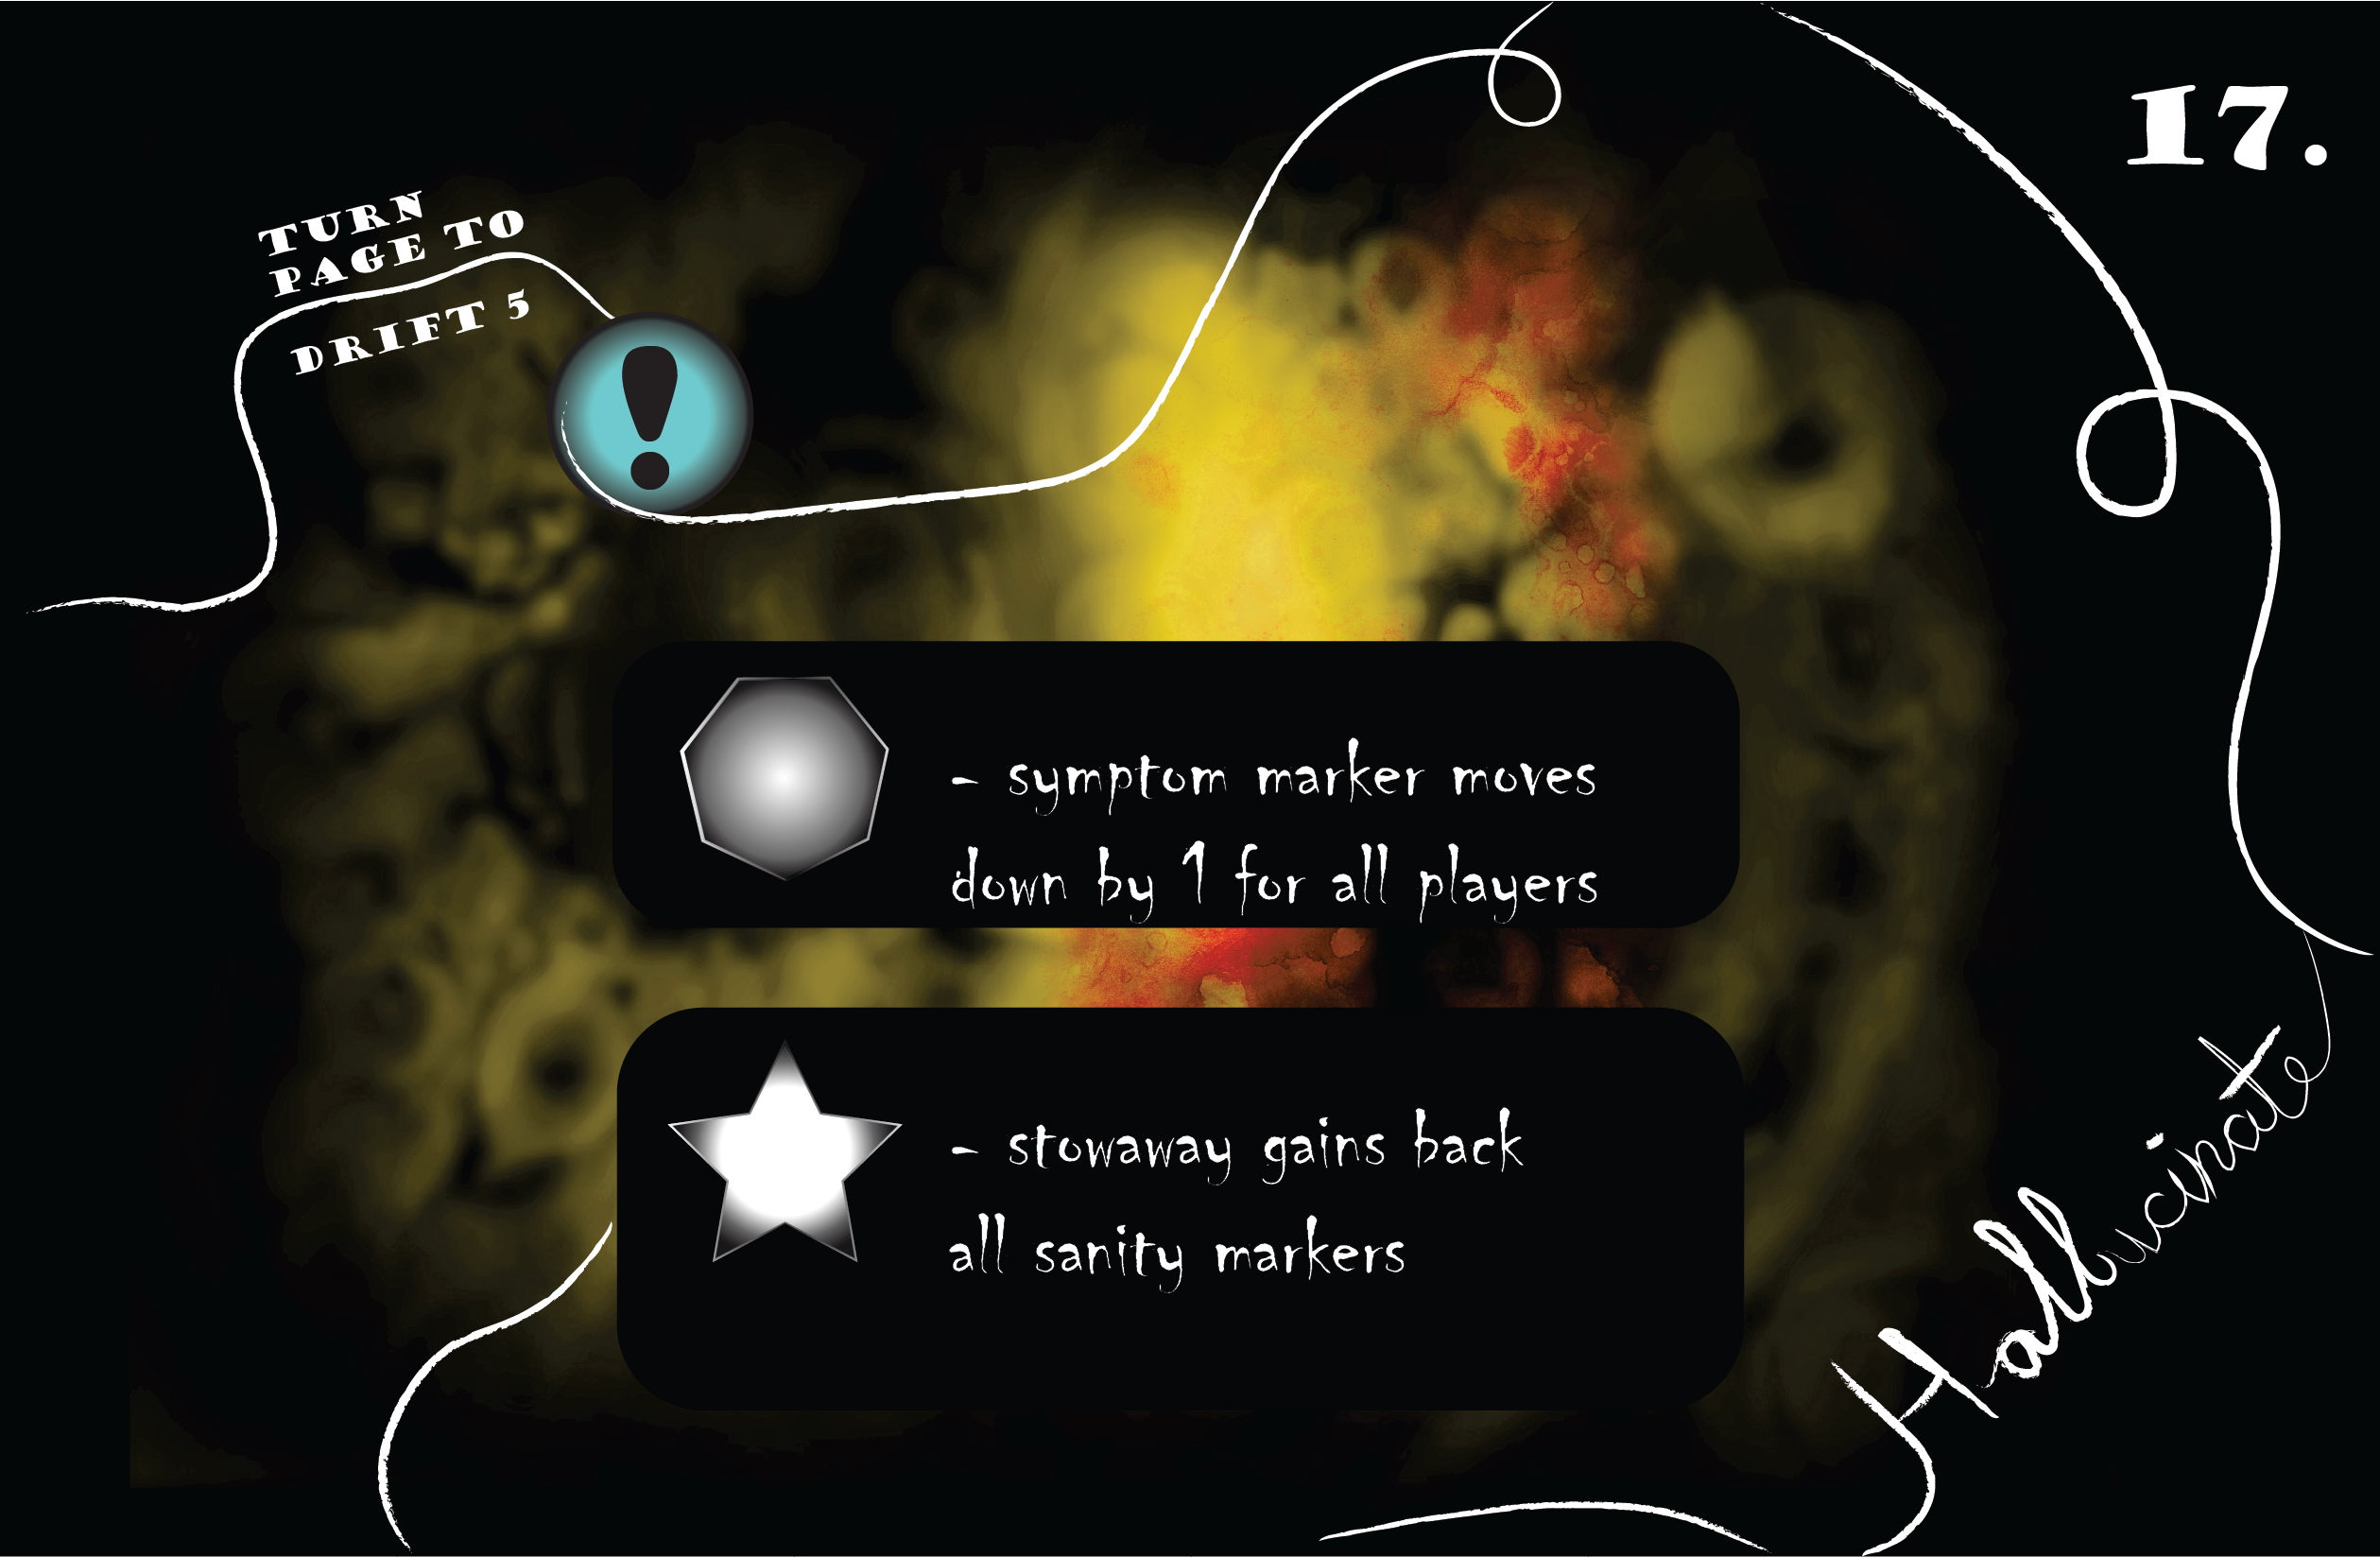 17.
TURN
PAGE TO
DRIFT 5
!
- symptom marker moves
down by 1 for all players
- stowaway gains back
all sanity markers
Hallucinate